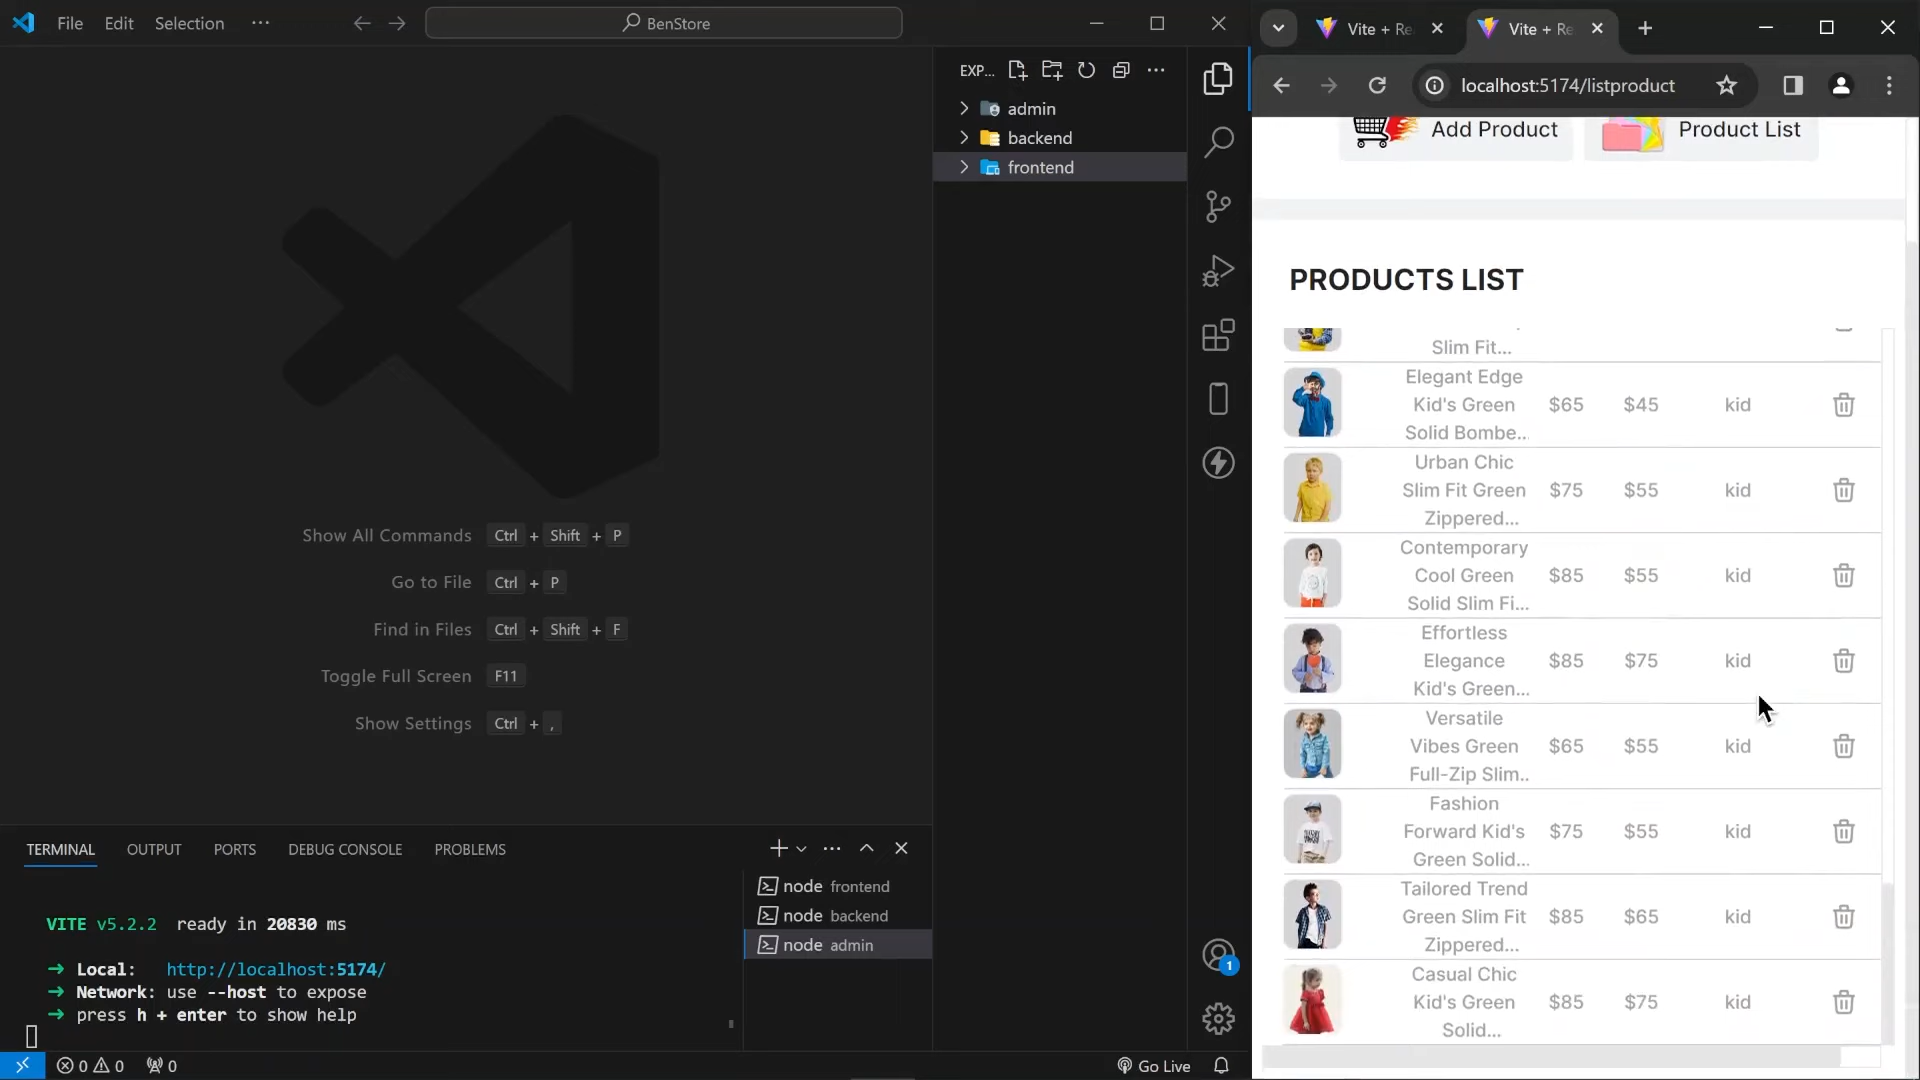 File Edit Selection ···
BenStore
EXP...
admin
backend
frontend
Show All Commands Ctrl + Shift + P
Go to File Ctrl + P
Find in Files Ctrl + Shift + F
Toggle Full Screen F11
Show Settings Ctrl + ,
TERMINAL OUTPUT PORTS DEBUG CONSOLE PROBLEMS
node frontend
node backend
node admin
VITE v5.2.2 ready in 20830 ms
➜ Local: http://localhost:5174/
➜ Network: use --host to expose
➜ press h + enter to show help
0 0 0
Go Live
1
Vite + Re
Vite + Re
localhost:5174/listproduct
Add Product Product List
PRODUCTS LIST
Slim Fit...
Elegant Edge
Kid's Green $65 $45 kid
Solid Bombe...
Urban Chic
Slim Fit Green $75 $55 kid
Zippered...
Contemporary
Cool Green $85 $55 kid
Solid Slim Fi...
Effortless
Elegance $85 $75 kid
Kid's Green...
Versatile
Vibes Green $65 $55 kid
Full-Zip Slim..
Fashion
Forward Kid's $75 $55 kid
Green Solid...
Tailored Trend
Green Slim Fit $85 $65 kid
Zippered...
Casual Chic
Kid's Green $85 $75 kid
Solid...